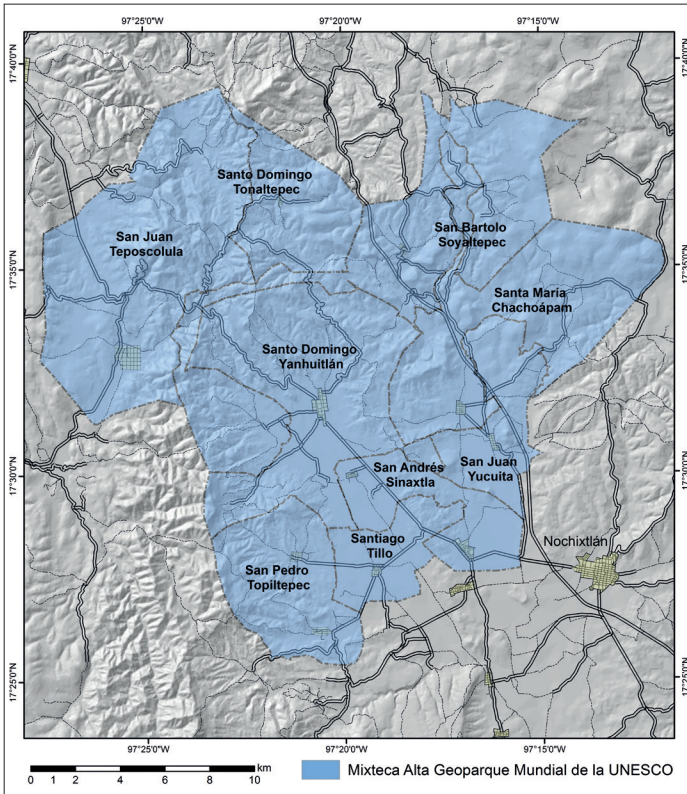 97°25'0"W
97°20'0"W
97°15'0"W
17°40'0"N
17°40'0"N
Santo Domingo
Tonaltepec
San Juan
Teposcolula
San Bartolo
Soyaltepec
17°35'0"N
17°35'0"N
Santa María
Chachoápam
Santo Domingo
Yanhuitlán
San Andrés
Sinaxtla
San Juan
Yucuita
17°30'0"N
17°30'0"N
Santiago
Tillo
Nochixtlán
San Pedro
Topiltepec
17°25'0"N
17°25'0"N
97°25'0"W
97°20'0"W
97°15'0"W
km
0 1 2 4 6 8 10
Mixteca Alta Geoparque Mundial de la UNESCO